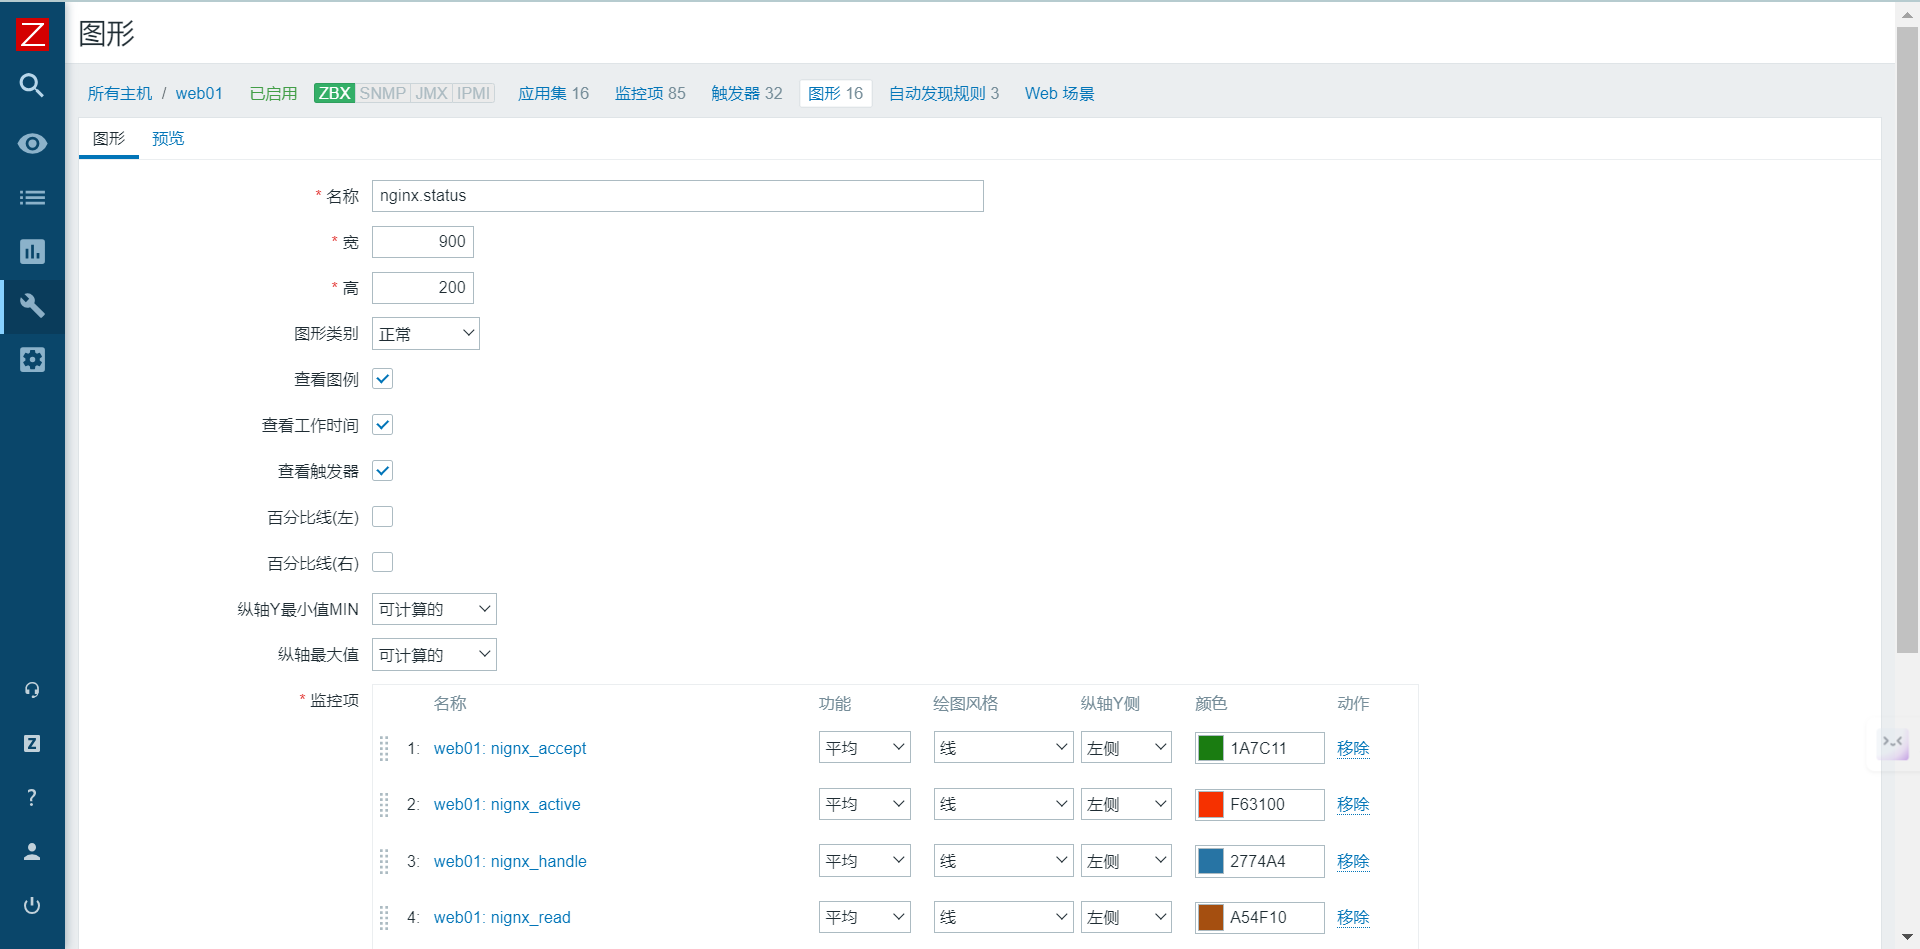 Z
图形
所有主机 / web01 已启用 ZBX SNMP JMX IPMI 应用集 16 监控项 85 触发器 32 图形 16 自动发现规则 3 Web 场景
图形 预览
* 名称 nginx.status
* 宽 900
* 高 200
图形类别 正常
查看图例
查看工作时间
查看触发器
百分比线(左)
百分比线(右)
纵轴Y最小值MIN 可计算的
纵轴最大值 可计算的
* 监控项 名称 功能 绘图风格 纵轴Y侧 颜色 动作
1: web01: nignx_accept 平均 线 左侧 1A7C11 移除
2: web01: nignx_active 平均 线 左侧 F63100 移除
3: web01: nignx_handle 平均 线 左侧 2774A4 移除
4: web01: nignx_read 平均 线 左侧 A54F10 移除
Z
?